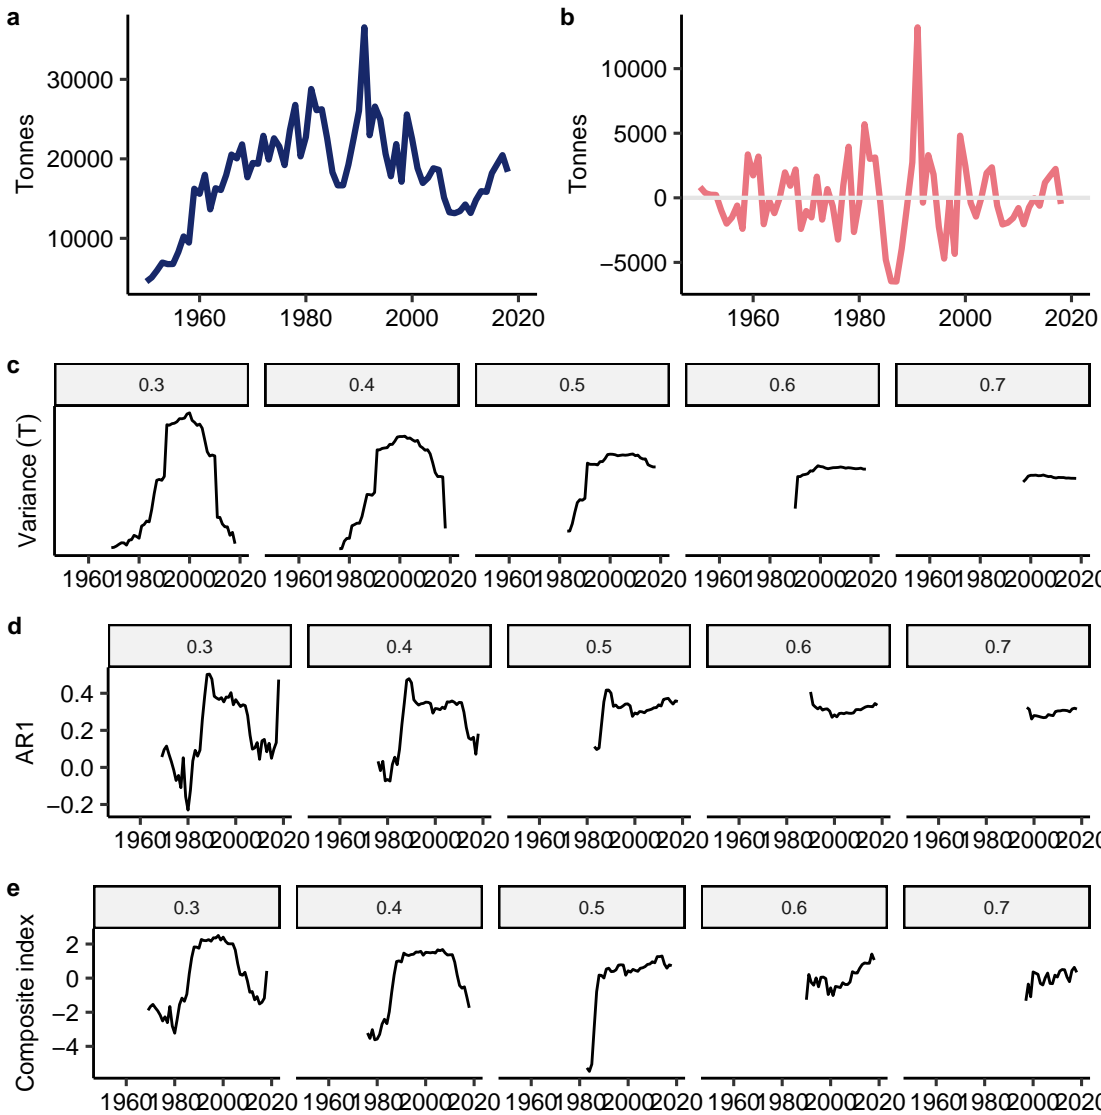 a
Tonnes
30000
20000
10000
1960 1980 2000 2020
b
Tonnes
10000
5000
0
−5000
1960 1980 2000 2020
c
0.3 0.4 0.5 0.6 0.7
Variance (T)
1960 1980 2000 2020 1960 1980 2000 2020 1960 1980 2000 2020 1960 1980 2000 2020 1960 1980 2000 2020
d
0.3 0.4 0.5 0.6 0.7
AR1
0.4
0.2
0.0
−0.2
1960 1980 2000 2020 1960 1980 2000 2020 1960 1980 2000 2020 1960 1980 2000 2020 1960 1980 2000 2020
e
0.3 0.4 0.5 0.6 0.7
Composite index
2
0
−2
−4
1960 1980 2000 2020 1960 1980 2000 2020 1960 1980 2000 2020 1960 1980 2000 2020 1960 1980 2000 2020